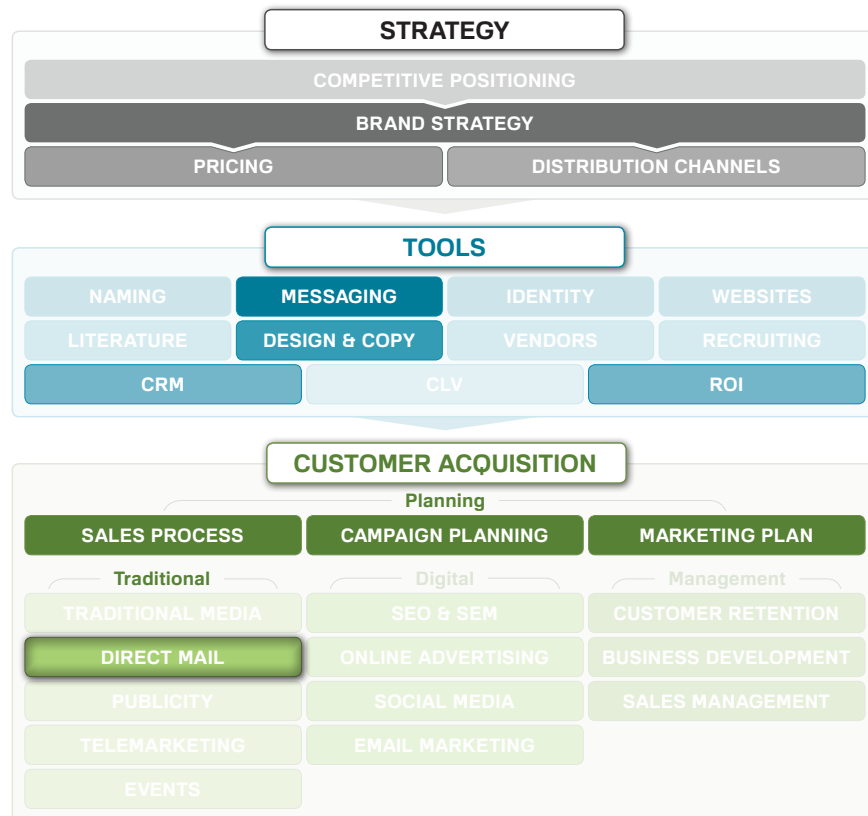 STRATEGY
COMPETITIVE POSITIONING
BRAND STRATEGY
PRICING DISTRIBUTION CHANNELS
TOOLS
NAMING MESSAGING IDENTITY WEBSITES
LITERATURE DESIGN & COPY VENDORS RECRUITING
CRM CLV ROI
CUSTOMER ACQUISITION
Planning
SALES PROCESS CAMPAIGN PLANNING MARKETING PLAN
Traditional Digital Management
TRADITIONAL MEDIA SEO & SEM CUSTOMER RETENTION
DIRECT MAIL ONLINE ADVERTISING BUSINESS DEVELOPMENT
PUBLICITY SOCIAL MEDIA SALES MANAGEMENT
TELEMARKETING EMAIL MARKETING
EVENTS